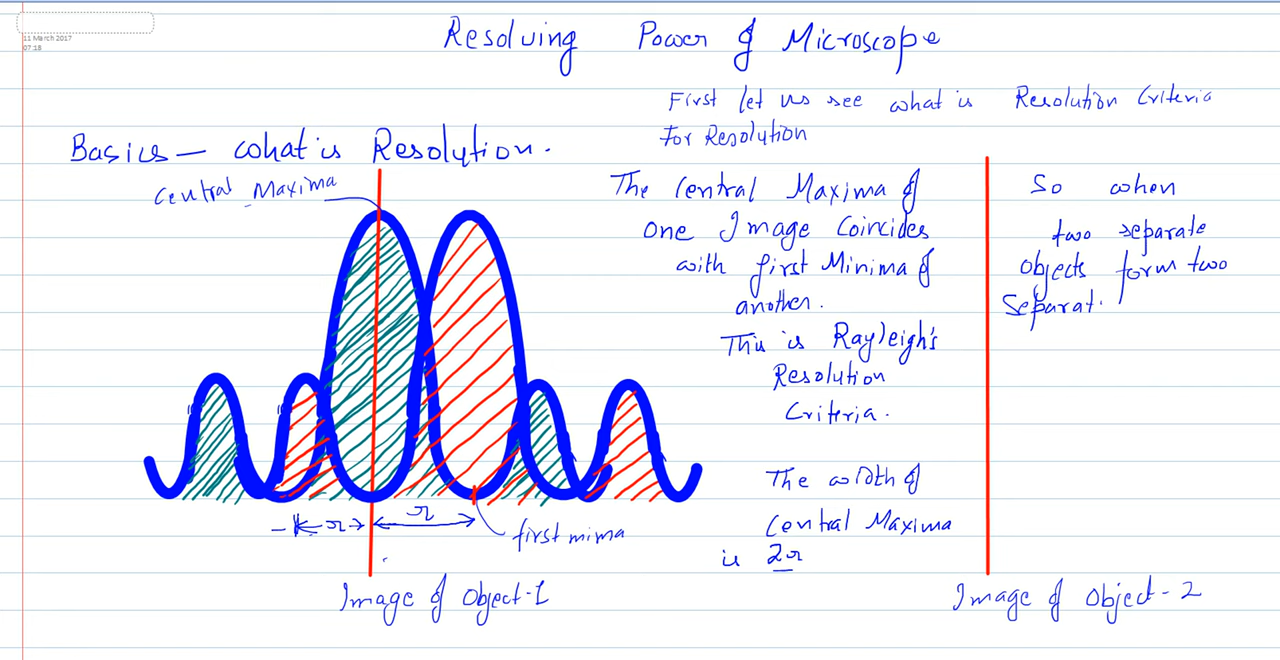 11 March 2017
07:18
Resolving Power of Microscope
First let us see what is Resolution Criteria
For Resolution
Basics — What is Resolution.
Central Maxima
The Central Maxima of
one Image Coincides
with first Minima of
another.
This is Rayleigh's
Resolution
Criteria.
The width of
Central Maxima
is 2r
So when
two separate
objects form two
separat
r
r
first mima
Image of Object-1
Image of Object-2